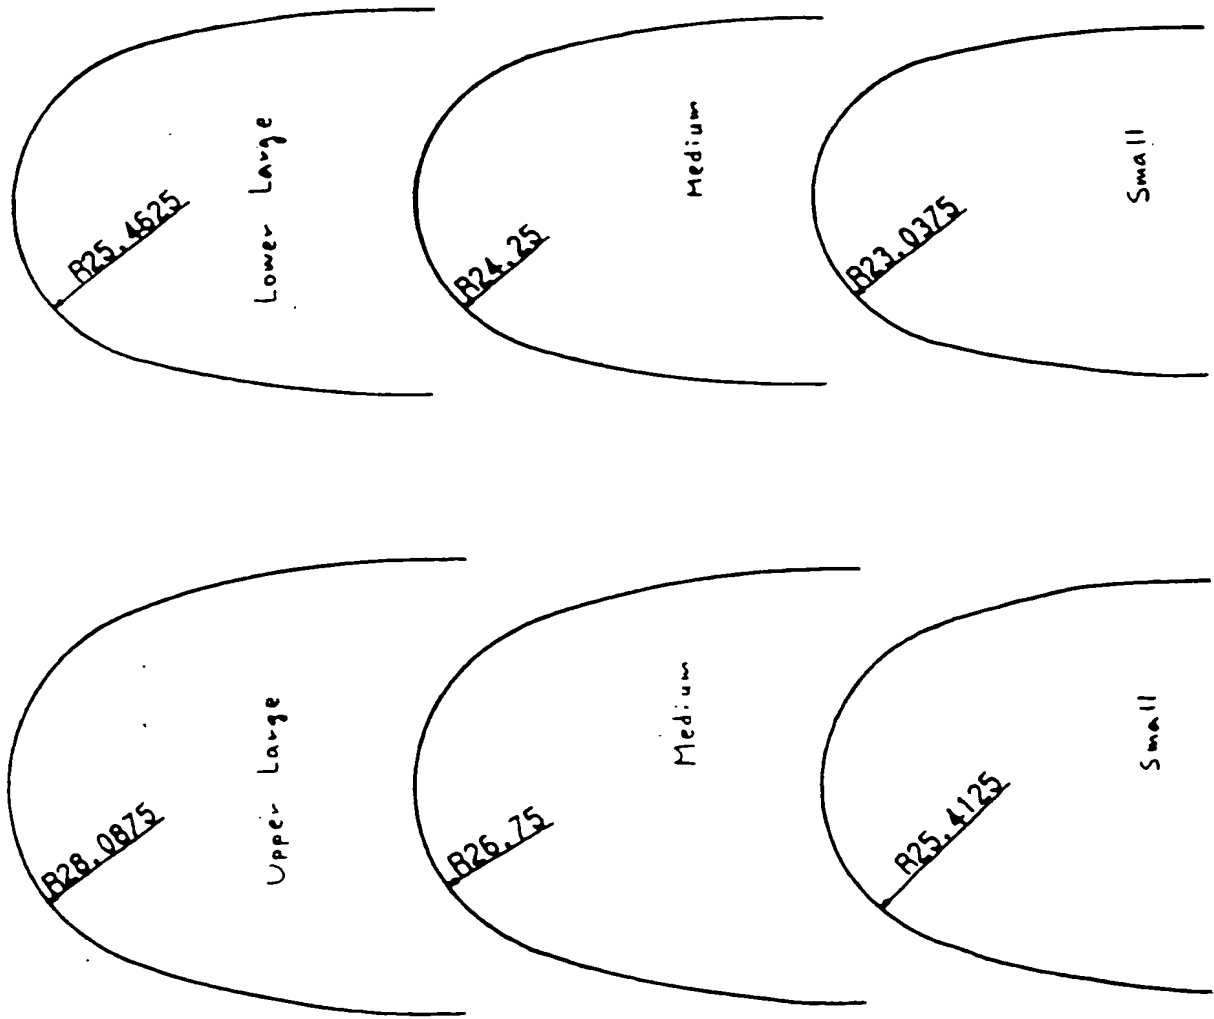 Lower Large
R25.4625
Medium
R24.25
Small
R23.0375
Upper Large
R28.0875
Medium
R26.75
Small
R25.4125